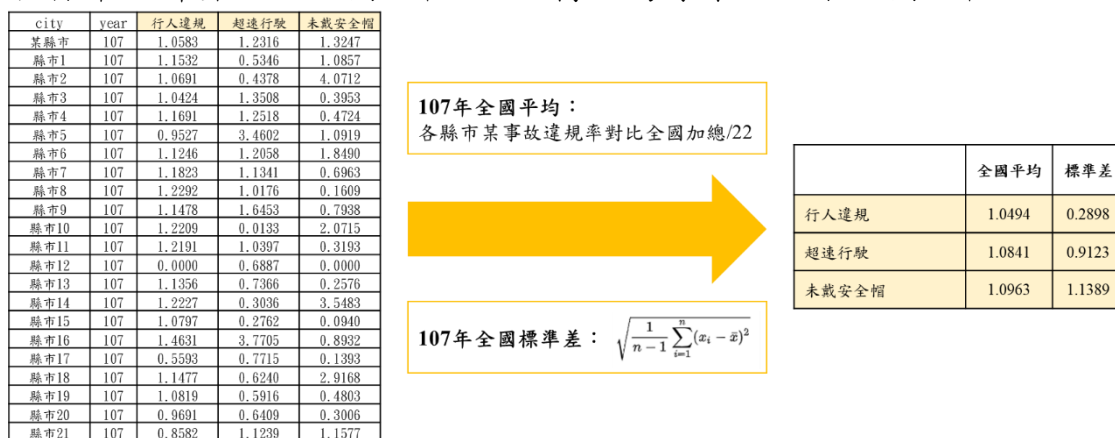 city year 行人違規 超速行駛 未戴安全帽
某縣市 107 1.0583 1.2316 1.3247
縣市1 107 1.1532 0.5346 1.0857
縣市2 107 1.0691 0.4378 4.0712
縣市3 107 1.0424 1.3508 0.3953
縣市4 107 1.1691 1.2518 0.4724
縣市5 107 0.9527 3.4602 1.0919
縣市6 107 1.1246 1.2058 1.8490
縣市7 107 1.1823 1.1341 0.6963
縣市8 107 1.2292 1.0176 0.1609
縣市9 107 1.1478 1.6453 0.7938
縣市10 107 1.2209 0.0133 2.0715
縣市11 107 1.2191 1.0397 0.3193
縣市12 107 0.0000 0.6887 0.0000
縣市13 107 1.1356 0.7366 0.2576
縣市14 107 1.2227 0.3036 3.5483
縣市15 107 1.0797 0.2762 0.0940
縣市16 107 1.4631 3.7705 0.8932
縣市17 107 0.5593 0.7715 0.1393
縣市18 107 1.1477 0.6240 2.9168
縣市19 107 1.0819 0.5916 0.4803
縣市20 107 0.9691 0.6409 0.3006
縣市21 107 0.8582 1.1239 1.1577
107年全國平均：
各縣市某事故違規率對比全國加總/22
107年全國標準差： √(1/(n−1) ∑_{i=1}^{n} (x_i − x̄)²)
全國平均 標準差
行人違規 1.0494 0.2898
超速行駛 1.0841 0.9123
未戴安全帽 1.0963 1.1389